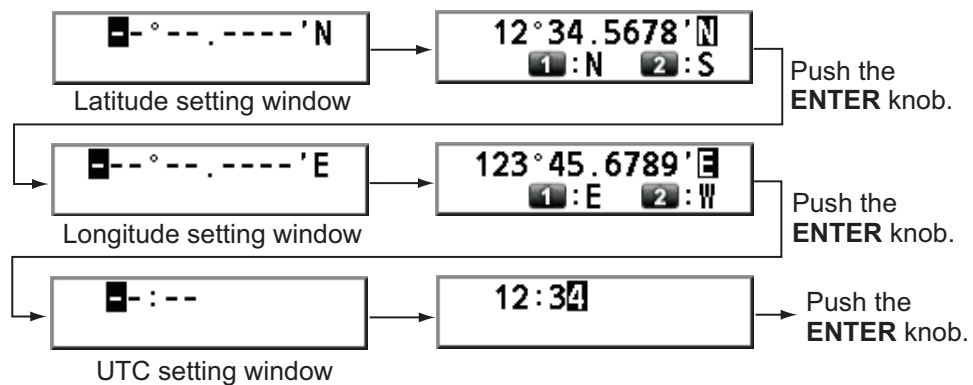 --°--.----'N
12°34.5678'N
1:N 2:S
Latitude setting window
Push the
ENTER knob.
---°--.----'E
123°45.6789'E
1:E 2:W
Longitude setting window
Push the
ENTER knob.
--:--
12:34
UTC setting window
Push the
ENTER knob.